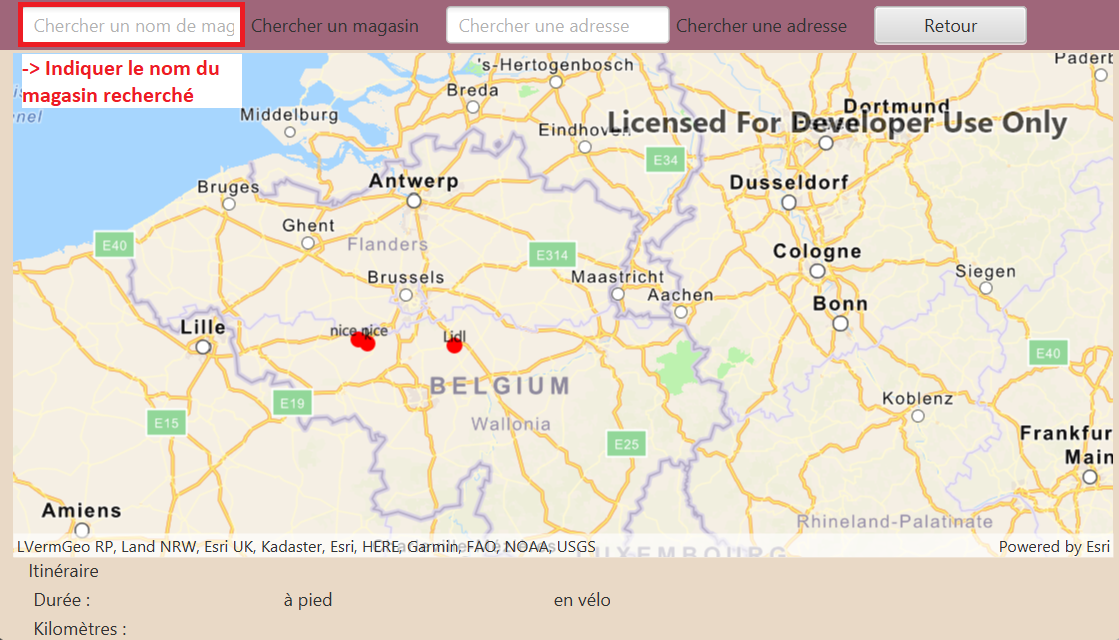 Chercher un nom de mag
Chercher un magasin
Chercher une adresse
Chercher une adresse
Retour
-> Indiquer le nom du
magasin recherché
's-Hertogenbosch
Breda
Middelburg
Eindhoven
Dortmund
Licensed For Developer Use Only
E34
Antwerp
Dusseldorf
Bruges
Ghent
Flanders
E40
E314
Cologne
Brussels
Maastricht
Aachen
Siegen
Bonn
Lille
nice nice
Lidl
E40
BELGIUM
E19
Wallonia
E15
E25
Koblenz
Frankfur
Main
Amiens
Rhineland-Palatinate
LUXEMBOURG
LVermGeo RP, Land NRW, Esri UK, Kadaster, Esri, HERE, Garmin, FAO, NOAA, USGS
Powered by Esri
Itinéraire
Durée :
à pied
en vélo
Kilomètres :